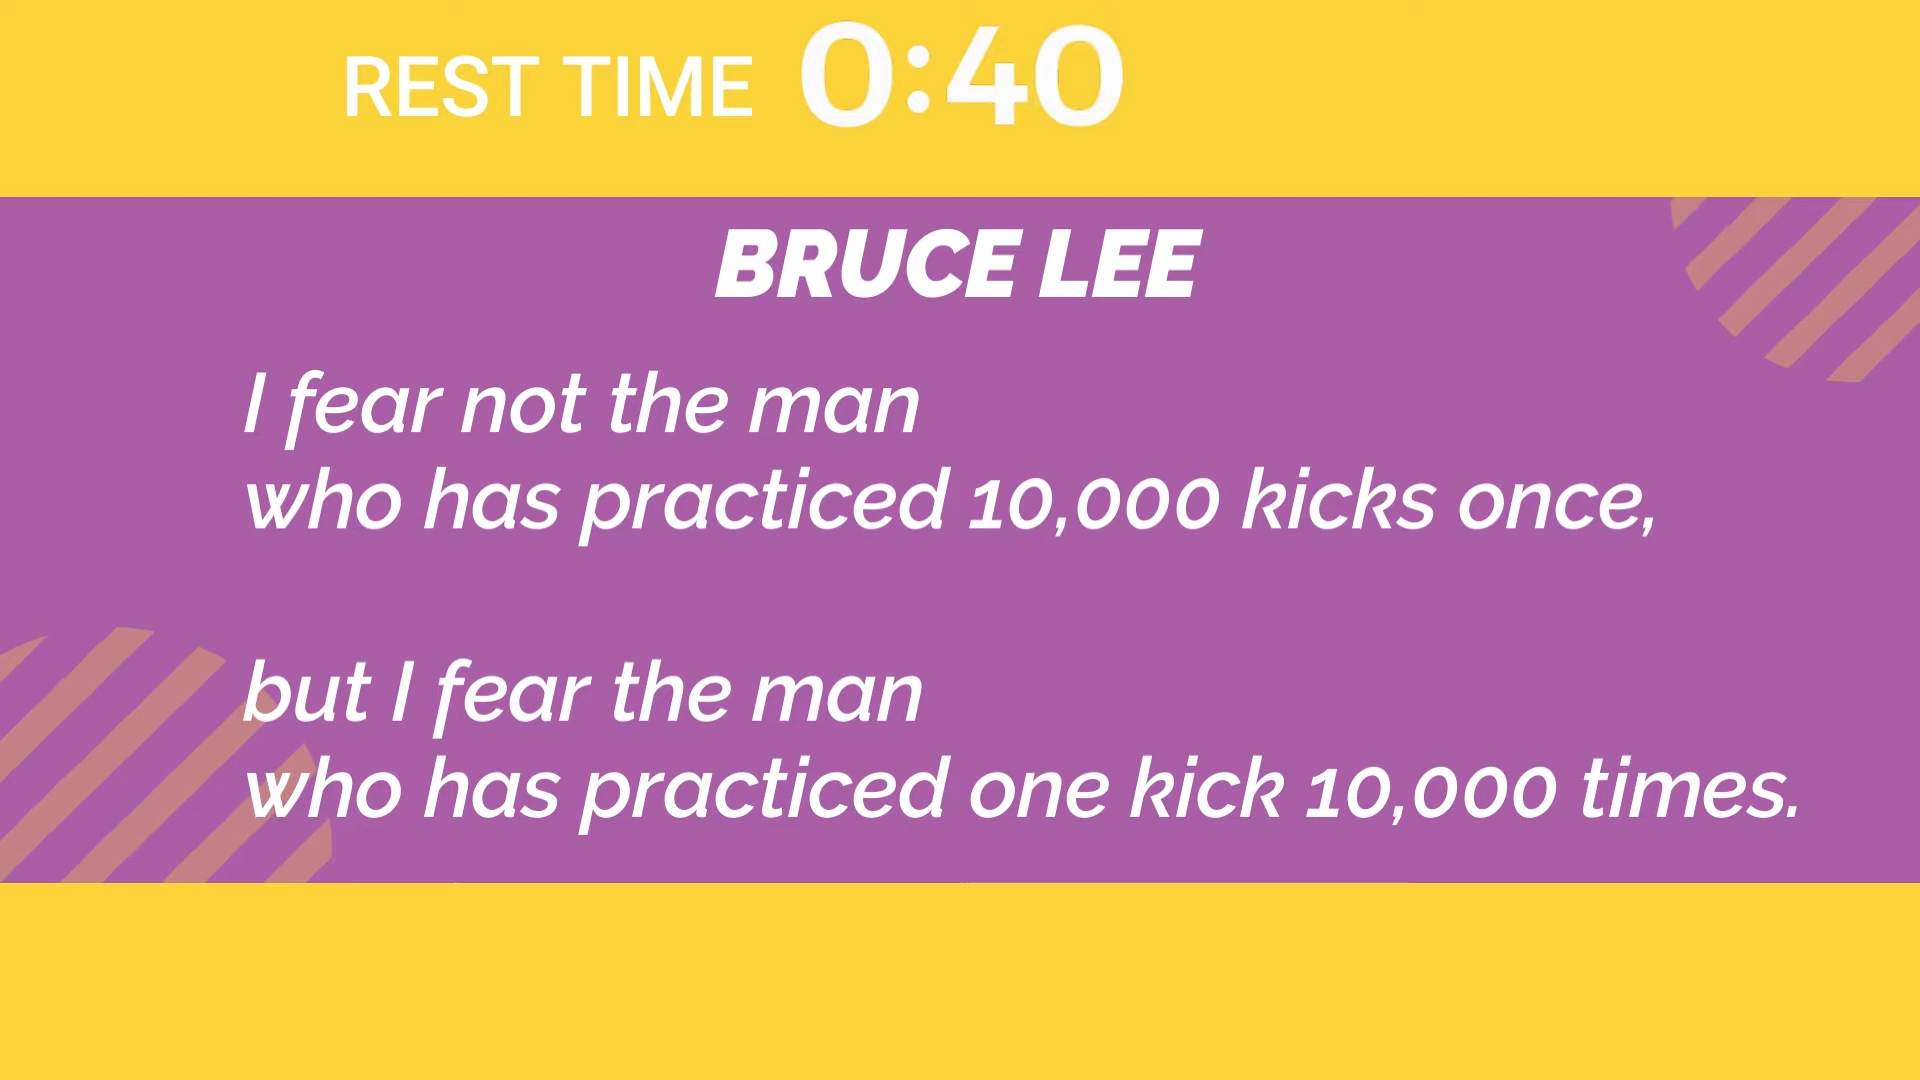 REST TIME 0:40
BRUCE LEE
I fear not the man
who has practiced 10,000 kicks once,
but I fear the man
who has practiced one kick 10,000 times.